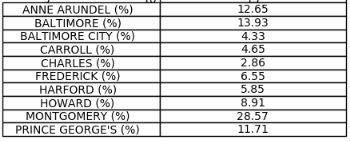 ANNE ARUNDEL (%) 12.65
BALTIMORE (%) 13.93
BALTIMORE CITY (%) 4.33
CARROLL (%) 4.65
CHARLES (%) 2.86
FREDERICK (%) 6.55
HARFORD (%) 5.85
HOWARD (%) 8.91
MONTGOMERY (%) 28.57
PRINCE GEORGE'S (%) 11.71